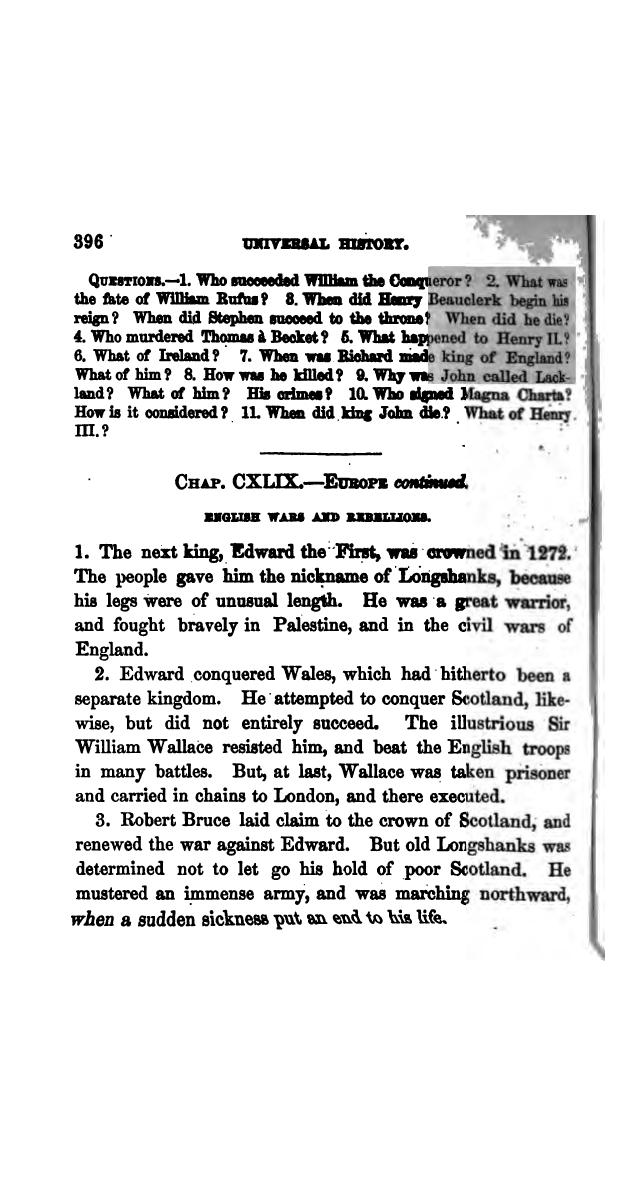 396 UNIVERSAL HISTORY.
QUESTIONS.—1. Who succeeded William the Conqueror? 2. What was
the fate of William Rufus? 3. When did Henry Beauclerk begin his
reign? When did Stephen succeed to the throne? When did he die?
4. Who murdered Thomas à Becket? 5. What happened to Henry II.?
6. What of Ireland? 7. When was Richard made king of England?
What of him? 8. How was he killed? 9. Why was John called Lack-
land? What of him? His crimes? 10. Who signed Magna Charta?
How is it considered? 11. When did king John die? What of Henry
III.?
CHAP. CXLIX.—EUROPE continued.
ENGLISH WARS AND REBELLIONS.
1. The next king, Edward the First, was crowned in 1272.
The people gave him the nickname of Longshanks, because
his legs were of unusual length. He was a great warrior,
and fought bravely in Palestine, and in the civil wars of
England.
2. Edward conquered Wales, which had hitherto been a
separate kingdom. He attempted to conquer Scotland, like-
wise, but did not entirely succeed. The illustrious Sir
William Wallace resisted him, and beat the English troops
in many battles. But, at last, Wallace was taken prisoner
and carried in chains to London, and there executed.
3. Robert Bruce laid claim to the crown of Scotland, and
renewed the war against Edward. But old Longshanks was
determined not to let go his hold of poor Scotland. He
mustered an immense army, and was marching northward,
when a sudden sickness put an end to his life.